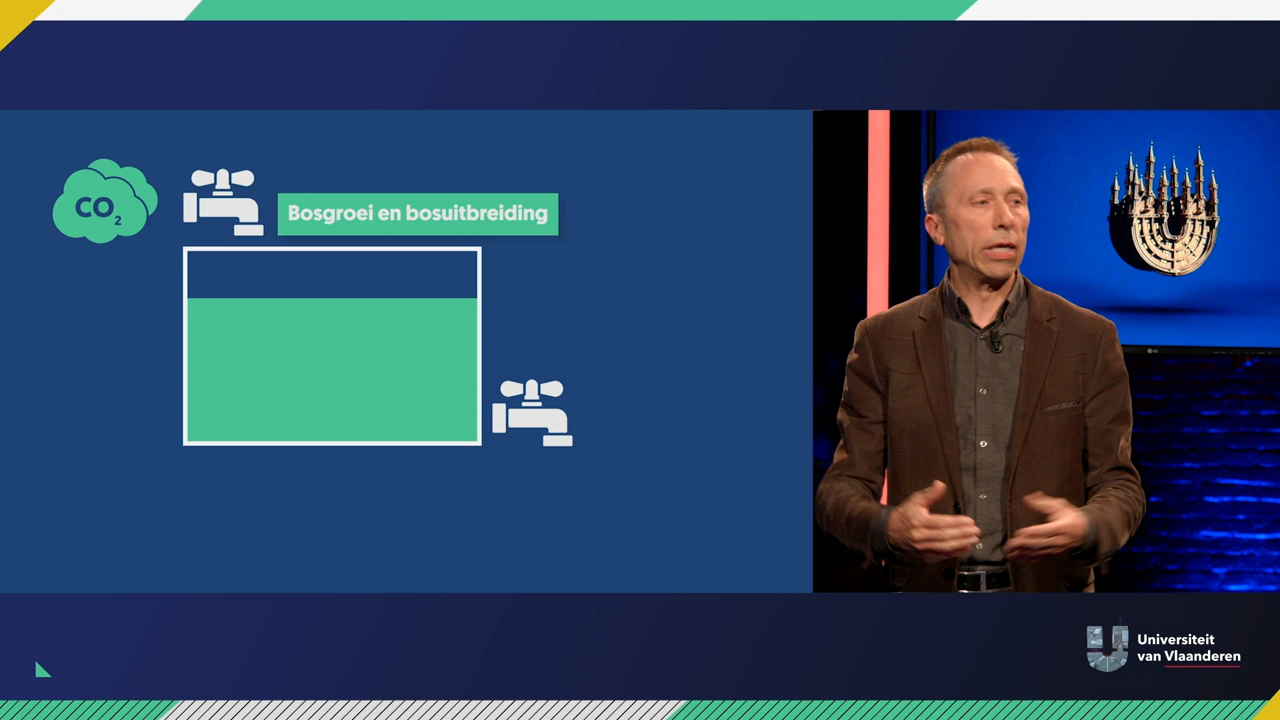 CO2
Bosgroei en bosuitbreiding
Universiteit
van Vlaanderen